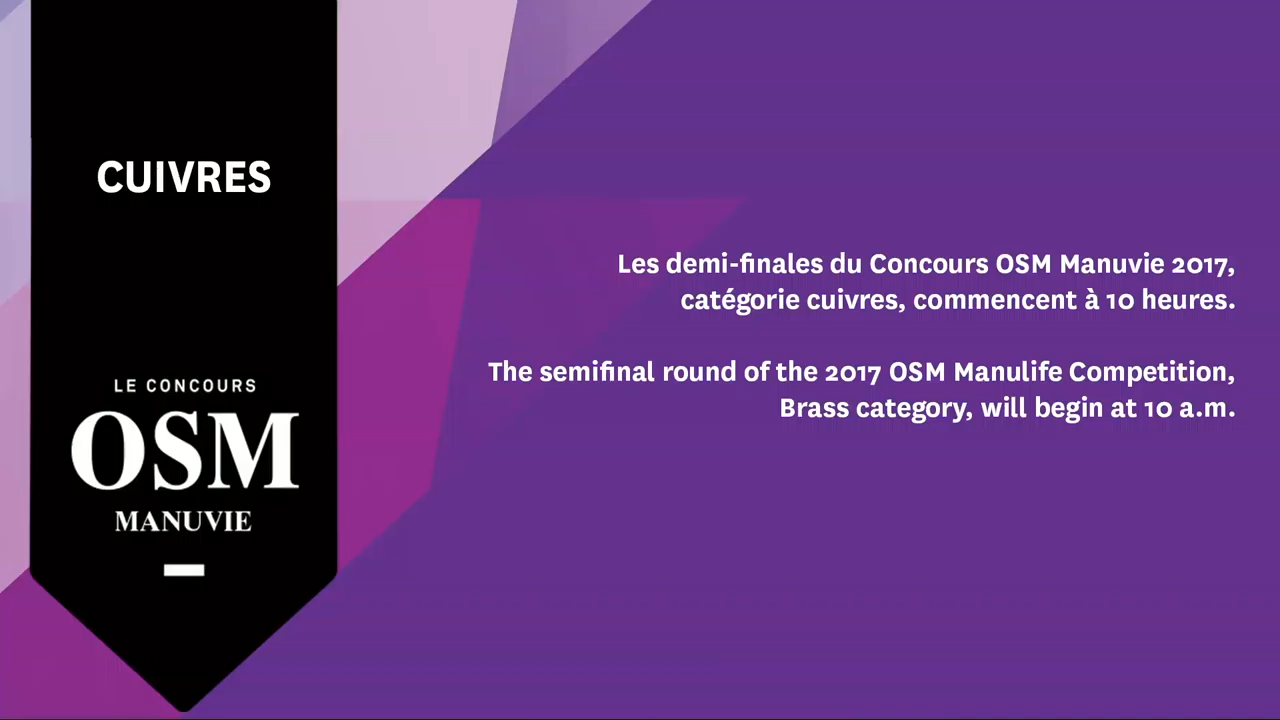 CUIVRES
LE CONCOURS
OSM
MANUVIE
Les demi-finales du Concours OSM Manuvie 2017,
catégorie cuivres, commencent à 10 heures.
The semifinal round of the 2017 OSM Manulife Competition,
Brass category, will begin at 10 a.m.